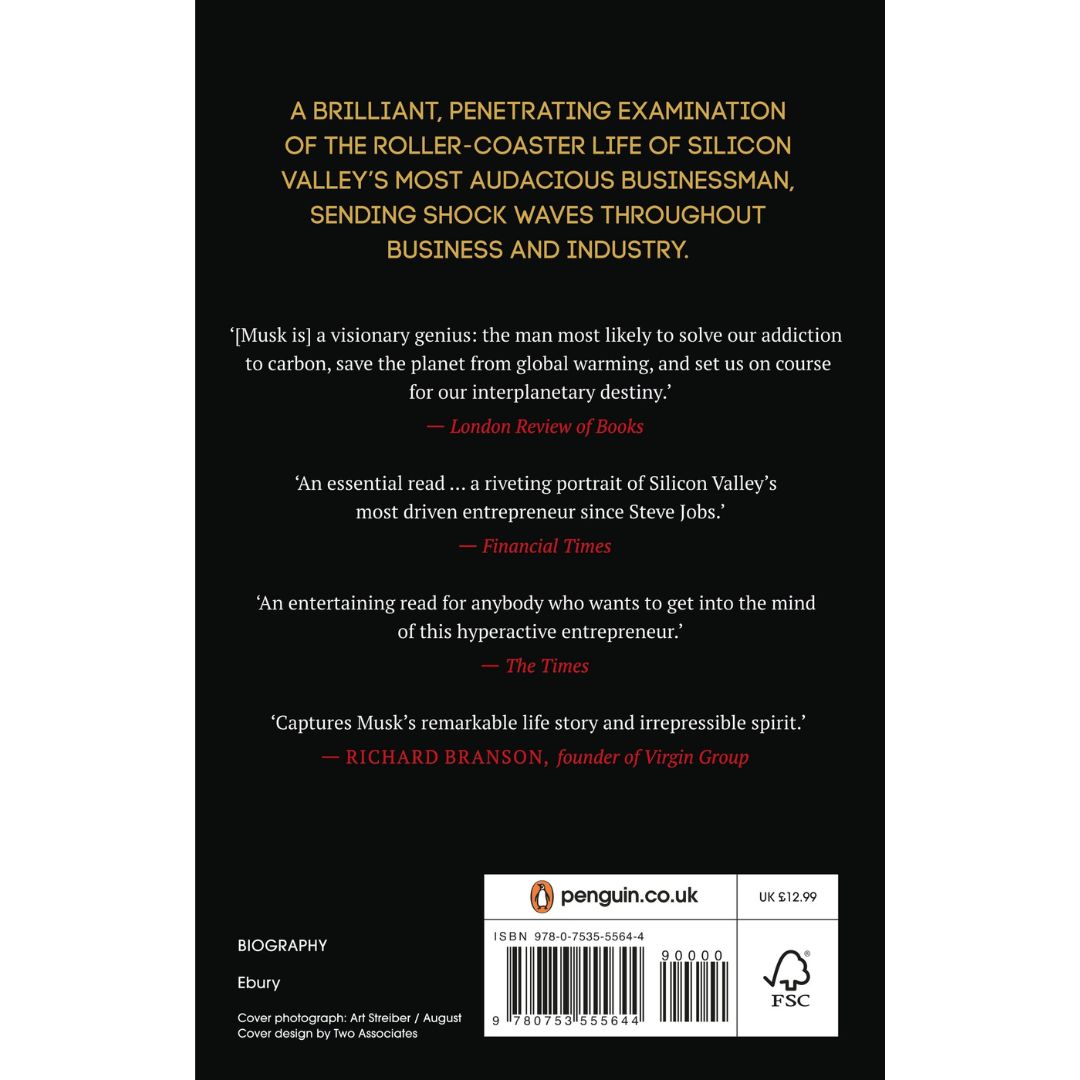 A BRILLIANT, PENETRATING EXAMINATION
OF THE ROLLER-COASTER LIFE OF SILICON
VALLEY’S MOST AUDACIOUS BUSINESSMAN,
SENDING SHOCK WAVES THROUGHOUT
BUSINESS AND INDUSTRY.
‘[Musk is] a visionary genius: the man most likely to solve our addiction
to carbon, save the planet from global warming, and set us on course
for our interplanetary destiny.’
— London Review of Books
‘An essential read ... a riveting portrait of Silicon Valley’s
most driven entrepreneur since Steve Jobs.’
— Financial Times
‘An entertaining read for anybody who wants to get into the mind
of this hyperactive entrepreneur.’
— The Times
‘Captures Musk’s remarkable life story and irrepressible spirit.’
— RICHARD BRANSON, founder of Virgin Group
BIOGRAPHY
Ebury
Cover photograph: Art Streiber / August
Cover design by Two Associates
penguin.co.uk
UK £12.99
ISBN 978-0-7535-5564-4
90000
9 780753 555644
®
FSC